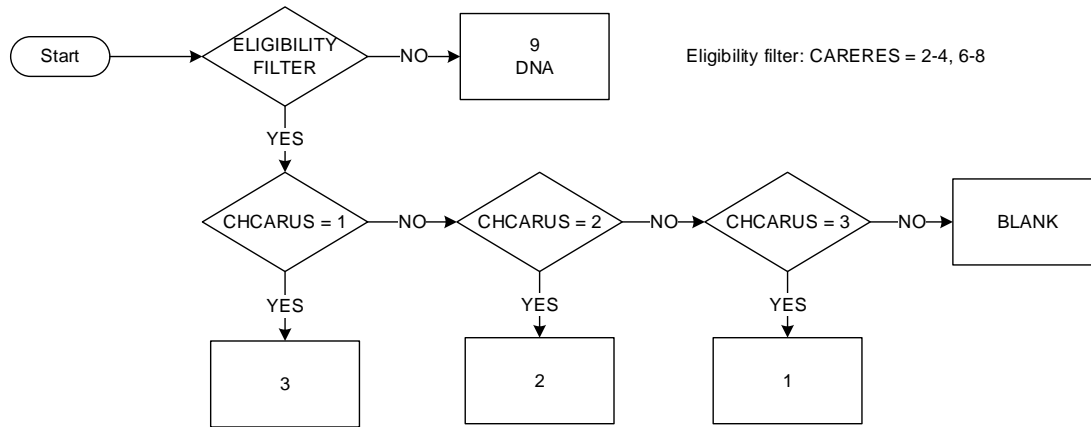 Start
ELIGIBILITY
FILTER
NO
9
DNA
Eligibility filter: CARERES = 2-4, 6-8
YES
CHCARUS = 1
NO
CHCARUS = 2
NO
CHCARUS = 3
NO
BLANK
YES
YES
YES
3
2
1